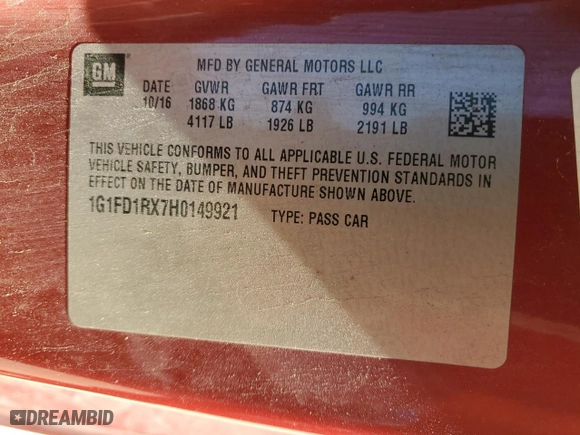 GM
MFD BY GENERAL MOTORS LLC
DATE GVWR GAWR FRT GAWR RR
10/16 1868 KG 874 KG 994 KG
4117 LB 1926 LB 2191 LB
THIS VEHICLE CONFORMS TO ALL APPLICABLE U.S. FEDERAL MOTOR
VEHICLE SAFETY, BUMPER, AND THEFT PREVENTION STANDARDS IN
EFFECT ON THE DATE OF MANUFACTURE SHOWN ABOVE.
1G1FD1RX7H0149921 TYPE: PASS CAR
DREAMBID